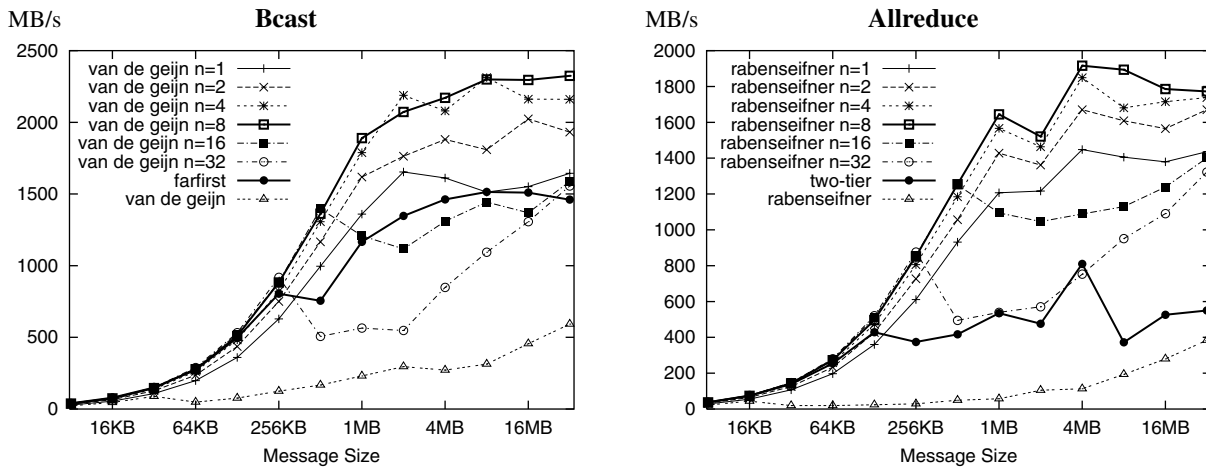 MB/s
Bcast
2500
2000
1500
1000
500
0
van de geijn n=1
van de geijn n=2
van de geijn n=4
van de geijn n=8
van de geijn n=16
van de geijn n=32
farfirst
van de geijn
16KB 64KB 256KB 1MB 4MB 16MB
Message Size
MB/s
Allreduce
2000
1800
1600
1400
1200
1000
800
600
400
200
0
rabenseifner n=1
rabenseifner n=2
rabenseifner n=4
rabenseifner n=8
rabenseifner n=16
rabenseifner n=32
two-tier
rabenseifner
16KB 64KB 256KB 1MB 4MB 16MB
Message Size